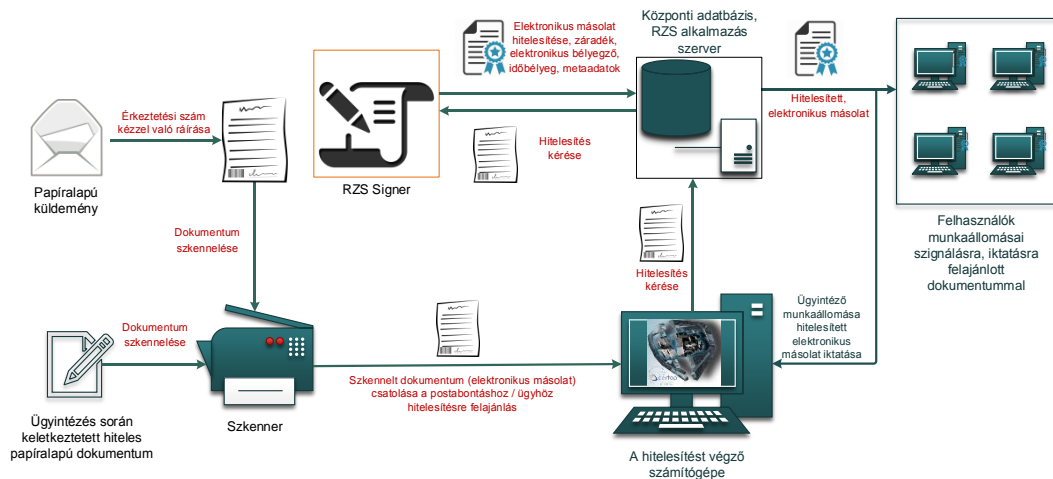 Központi adatbázis,
RZS alkalmazás
szerver
Elektronikus másolat
hitelesítése, záradék,
elektronikus bélyegző,
időbélyeg, metaadatok
Érkeztetési szám
kézzel való ráírása
Hitelesített,
elektronikus másolat
Hitelesítés
kérése
Papíralapú
küldemény
RZS Signer
Felhasználók
munkaállomásai
szignálásra, iktatásra
felajánlott
dokumentummal
Dokumentum
szkennelése
Hitelesítés
kérése
Ügyintéző
munkaállomása
hitelesített
elektronikus
másolat iktatása
Dokumentum
szkennelése
Szkennelt dokumentum (elektronikus másolat)
csatolása a postabontáshoz / ügyhöz
hitelesítésre felajánlás
Ügyintézés során
keletkeztetett hiteles
papíralapú dokumentum
Szkenner
A hitelesítést végző
számítógépe